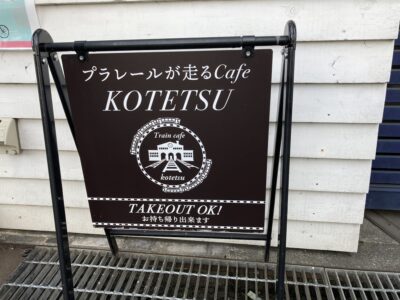 プラレールが走るCafe
KOTETSU
Train cafe
kotetsu
TAKEOUT OK!
お持ち帰り出来ます